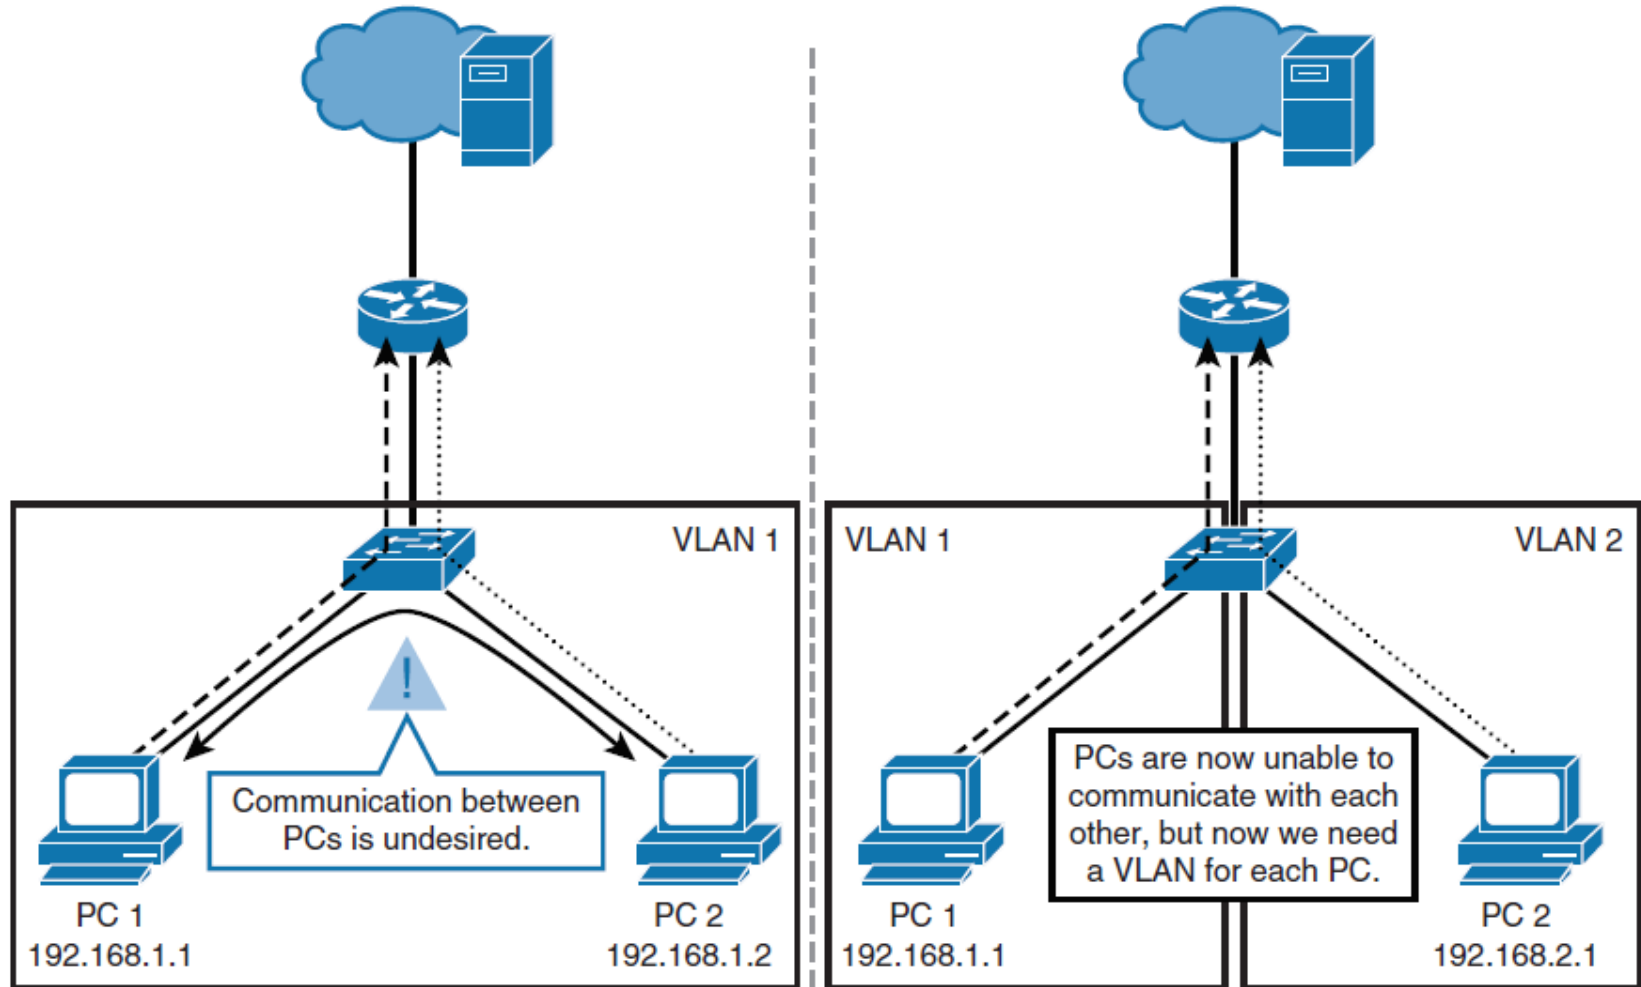 VLAN 1
!
Communication between
PCs is undesired.
PC 1
192.168.1.1
PC 2
192.168.1.2
VLAN 1
VLAN 2
PCs are now unable to
communicate with each
other, but now we need
a VLAN for each PC.
PC 1
192.168.1.1
PC 2
192.168.2.1